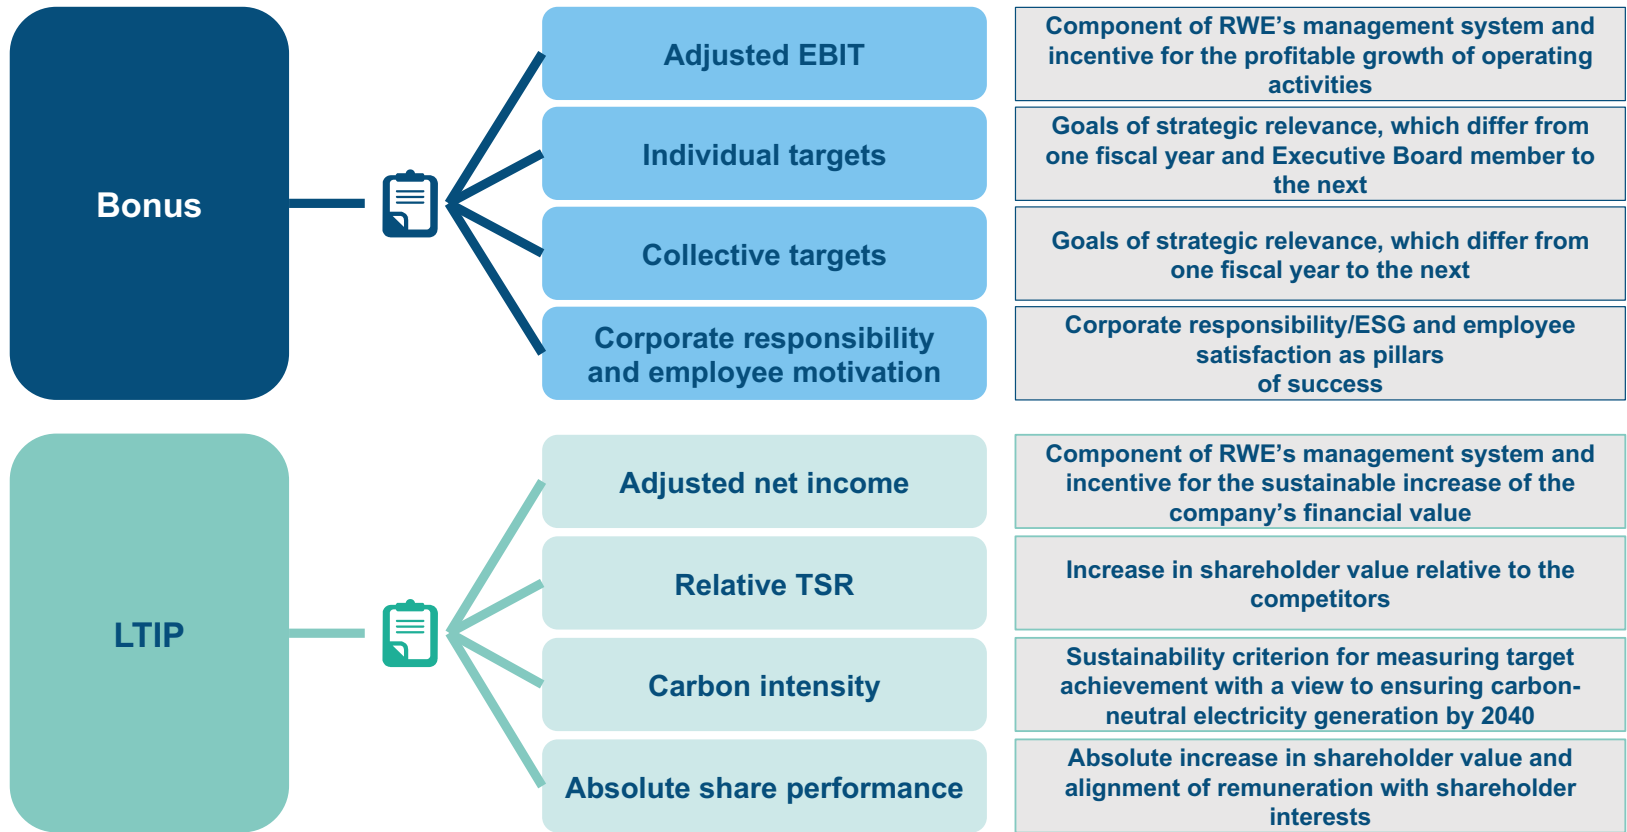 Bonus
Adjusted EBIT
Component of RWE’s management system and
incentive for the profitable growth of operating
activities
Individual targets
Goals of strategic relevance, which differ from
one fiscal year and Executive Board member to
the next
Collective targets
Goals of strategic relevance, which differ from
one fiscal year to the next
Corporate responsibility
and employee motivation
Corporate responsibility/ESG and employee
satisfaction as pillars
of success
LTIP
Adjusted net income
Component of RWE’s management system and
incentive for the sustainable increase of the
company’s financial value
Relative TSR
Increase in shareholder value relative to the
competitors
Carbon intensity
Sustainability criterion for measuring target
achievement with a view to ensuring carbon-
neutral electricity generation by 2040
Absolute share performance
Absolute increase in shareholder value and
alignment of remuneration with shareholder
interests